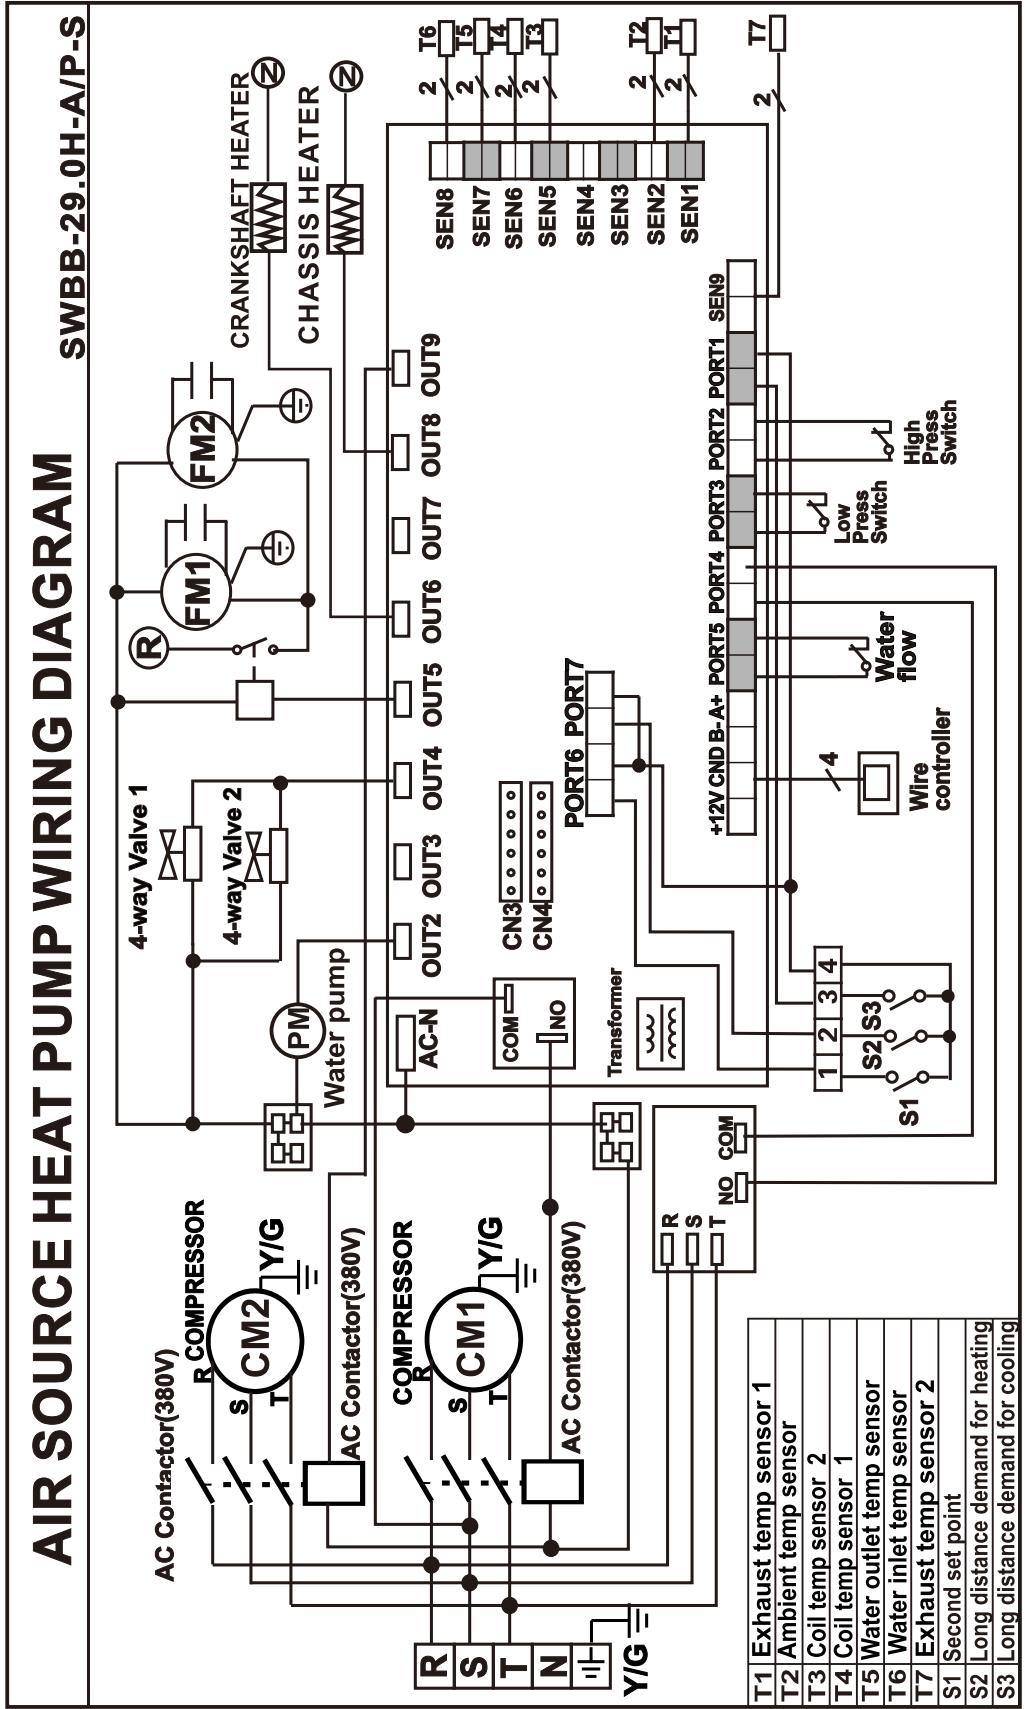 AIR SOURCE HEAT PUMP WIRING DIAGRAM
SWBB-29.0H-A/P-S
AC Contactor(380V)
COMPRESSOR
R
S
T
CM2
Y/G
AC Contactor(380V)
COMPRESSOR
R
S
T
CM1
Y/G
AC Contactor(380V)
R
S
T
N
Y/G
4-way Valve 1
4-way Valve 2
PM
Water pump
R
FM1
FM2
CRANKSHAFT HEATER
N
CHASSIS HEATER
N
AC-N
OUT2
OUT3
OUT4
OUT5
OUT6
OUT7
OUT8
OUT9
COM
NO
CN3
CN4
Transformer
PORT6
PORT7
SEN8
SEN7
SEN6
SEN5
SEN4
SEN3
SEN2
SEN1
2
T6
2
T5
2
T4
2
T3
2
T2
2
T1
2
T7
+12V CND B- A+
PORT5
PORT4
PORT3
PORT2
PORT1
SEN9
High
Press
Switch
Low
Press
Switch
Water
flow
4
Wire
controller
1
2
3
4
S1
S2
S3
R
S
T
NO
COM
T1 Exhaust temp sensor 1
T2 Ambient temp sensor
T3 Coil temp sensor 2
T4 Coil temp sensor 1
T5 Water outlet temp sensor
T6 Water inlet temp sensor
T7 Exhaust temp sensor 2
S1 Second set point
S2 Long distance demand for heating
S3 Long distance demand for cooling